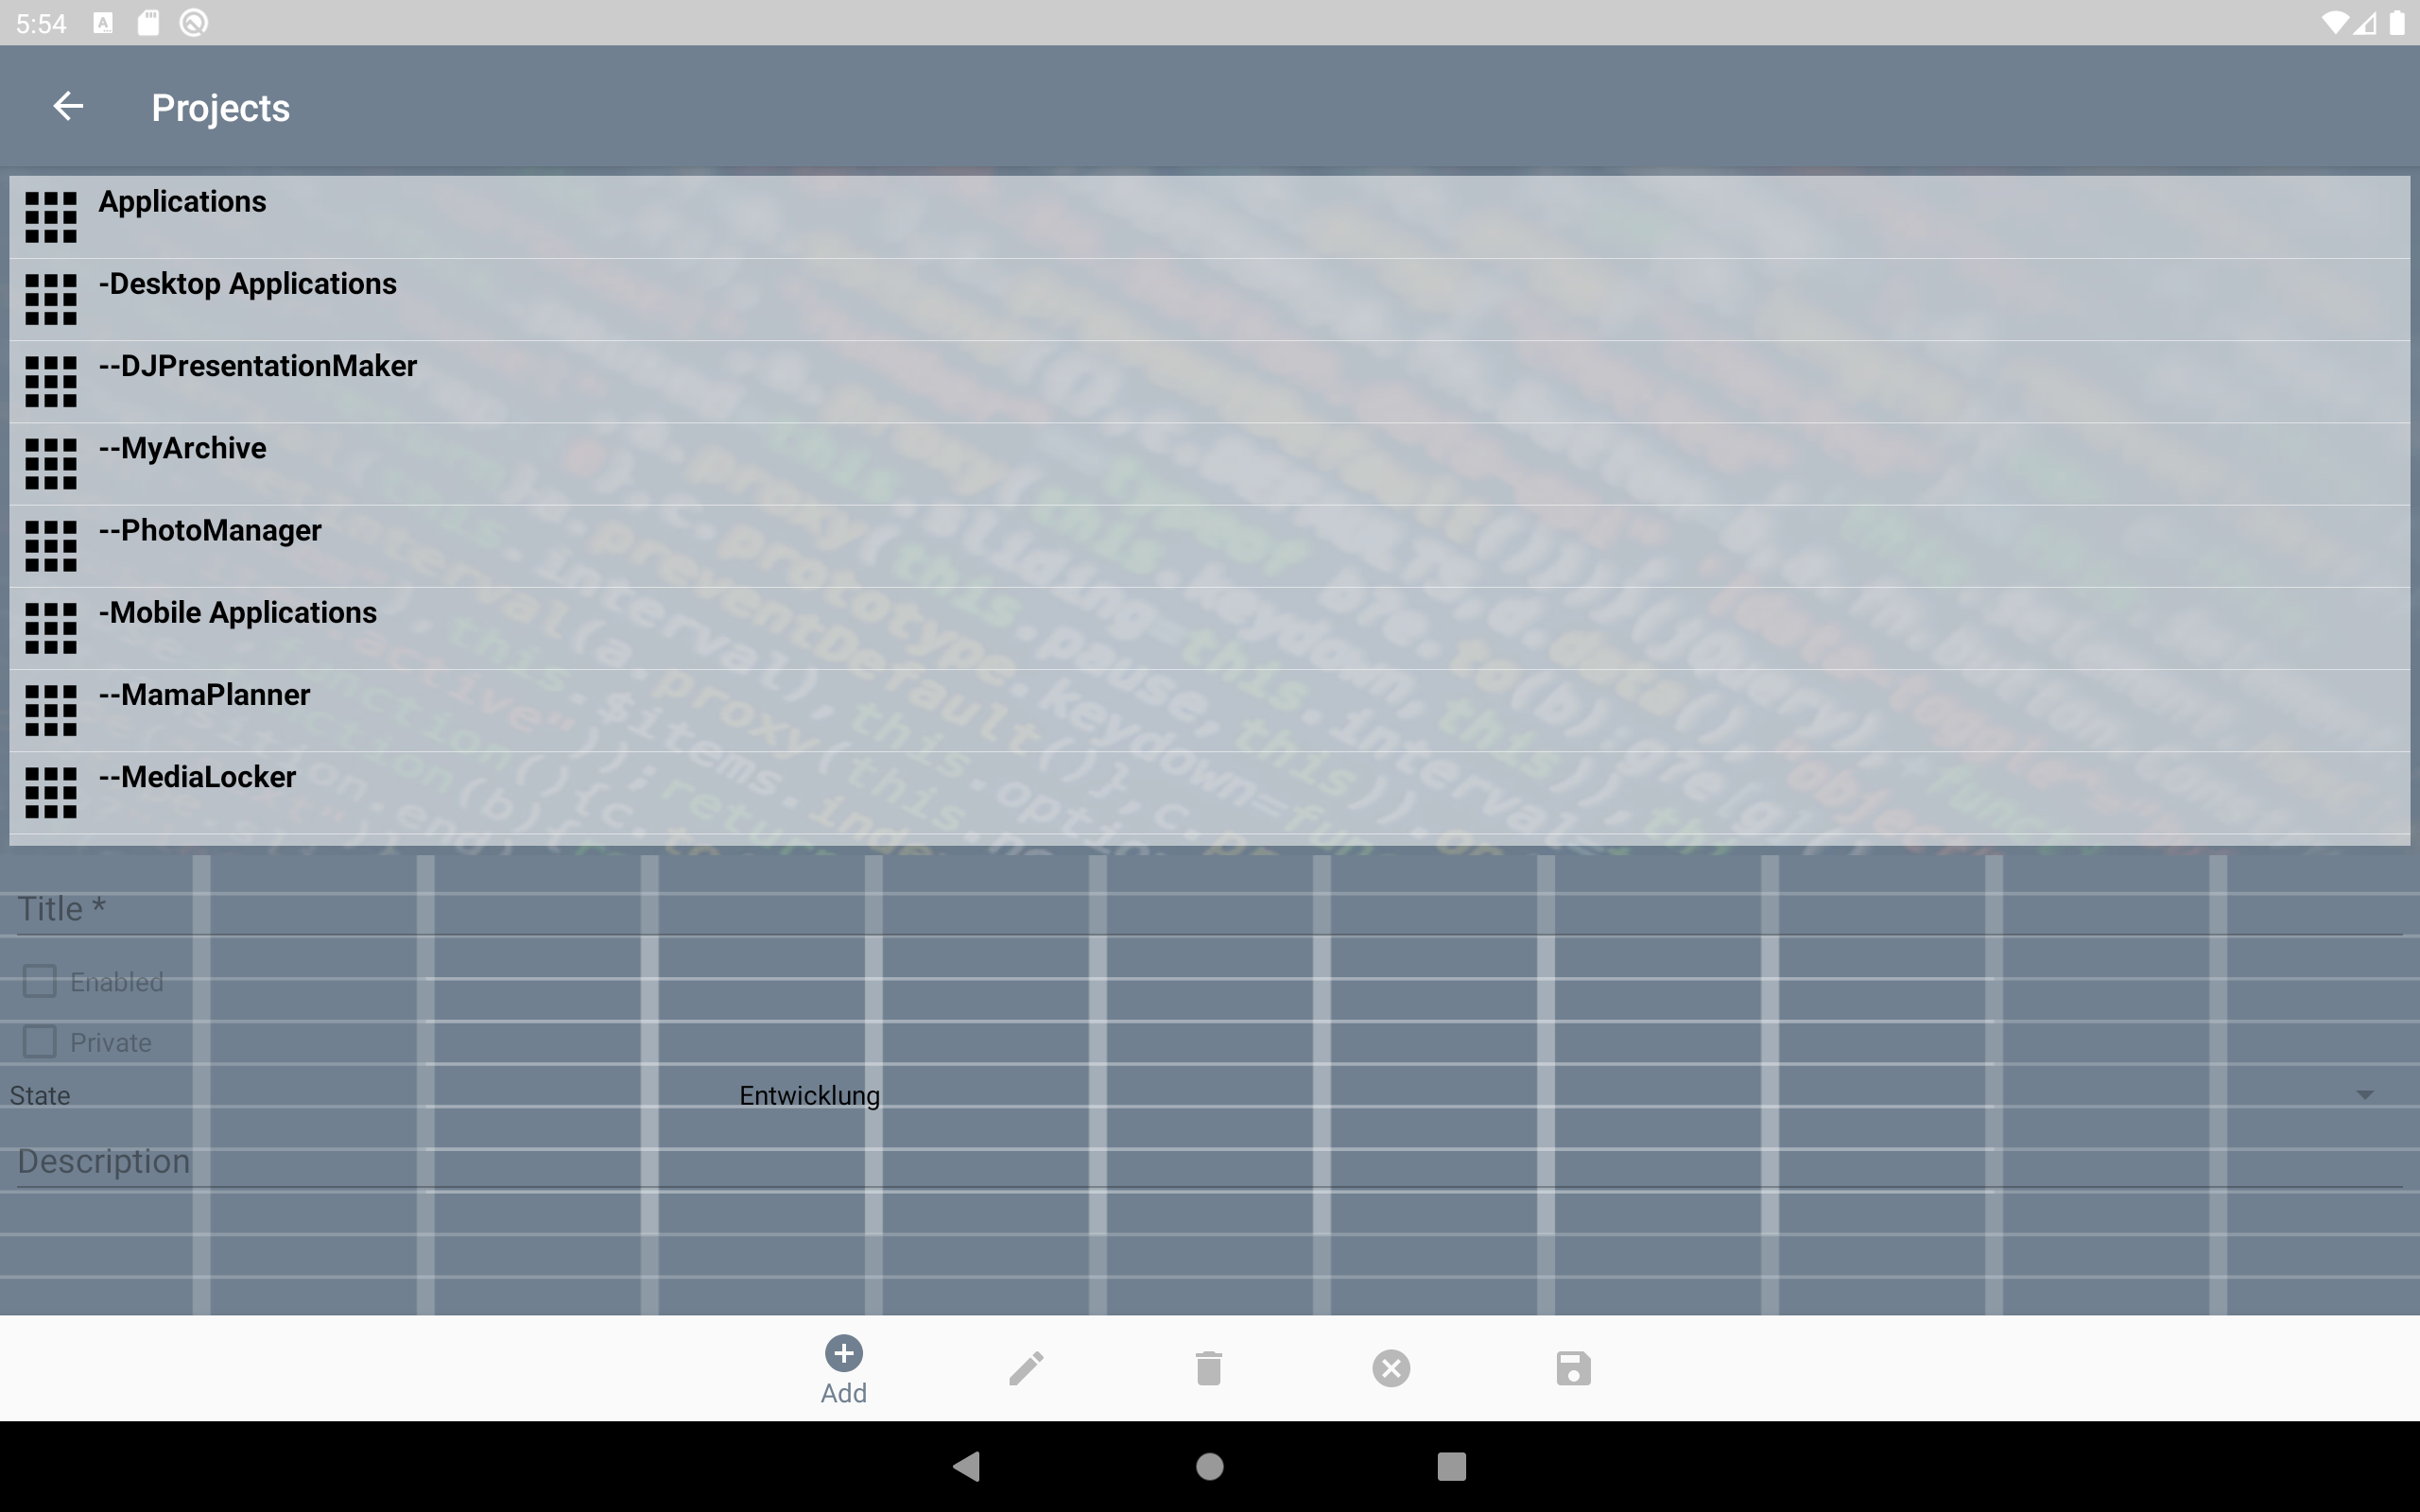 5:54
Projects
Applications
-Desktop Applications
--DJPresentationMaker
--MyArchive
--PhotoManager
-Mobile Applications
--MamaPlanner
--MediaLocker
Title *
Enabled
Private
State Entwicklung
Description
Add